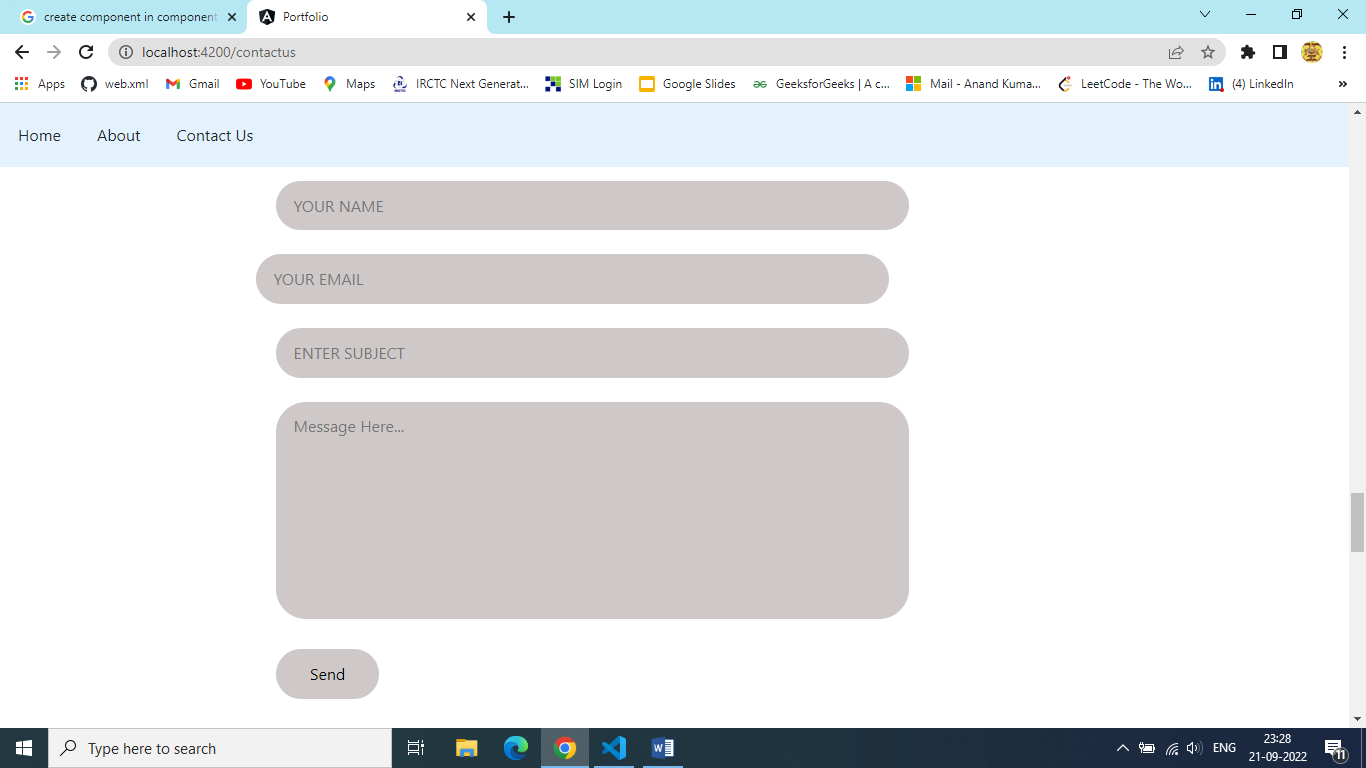 create component in component
Portfolio
localhost:4200/contactus
Apps
web.xml
Gmail
YouTube
Maps
IRCTC Next Generat...
SIM Login
Google Slides
GeeksforGeeks | A c...
Mail - Anand Kuma...
LeetCode - The Wo...
(4) LinkedIn
»
Home
About
Contact Us
YOUR NAME
YOUR EMAIL
ENTER SUBJECT
Message Here...
Send
Type here to search
ENG
23:28
21-09-2022
11